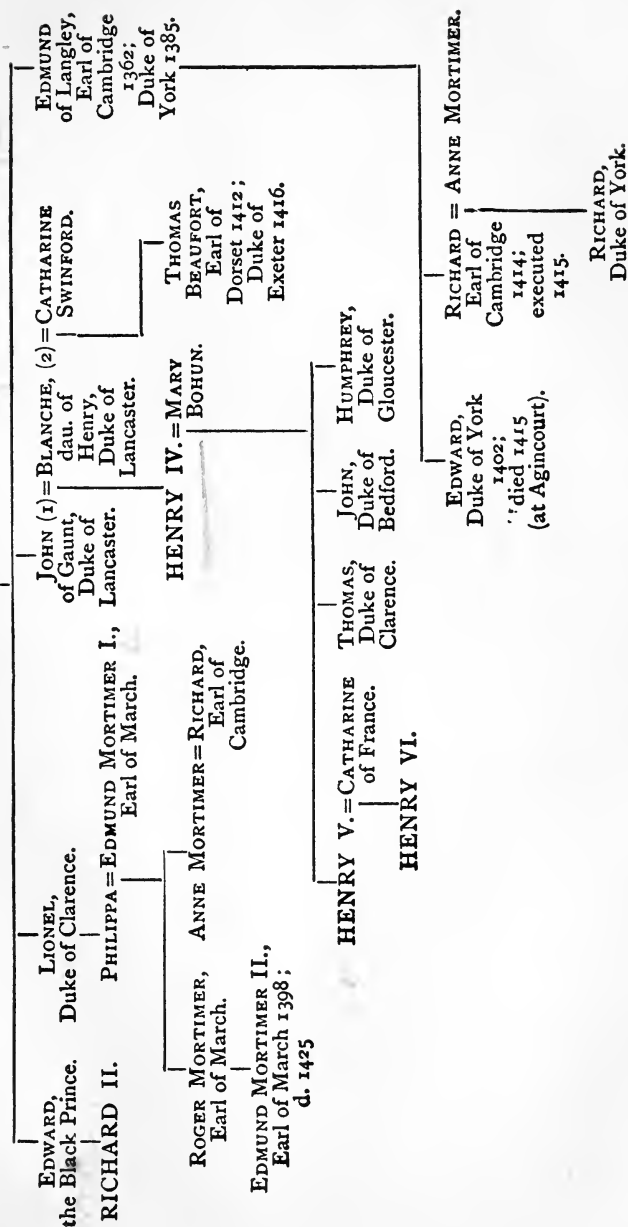 EDWARD,
the Black Prince.
RICHARD II.
LIONEL,
Duke of Clarence.
PHILIPPA = EDMUND MORTIMER I.,
Earl of March.
ROGER MORTIMER,
Earl of March.
ANNE MORTIMER = RICHARD,
Earl of
Cambridge.
EDMUND MORTIMER II.,
Earl of March 1398;
d. 1425
JOHN (1) = BLANCHE, (2) = CATHARINE
of Gaunt,
Duke of
Lancaster.
dau. of
Henry,
Duke of
Lancaster.
SWINFORD.
HENRY IV. = MARY
BOHUN.
THOMAS
BEAUFORT,
Earl of
Dorset 1412;
Duke of
Exeter 1416.
HENRY V. = CATHARINE
of France.
HENRY VI.
THOMAS,
Duke of
Clarence.
JOHN,
Duke of
Bedford.
HUMPHREY,
Duke of
Gloucester.
EDMUND
of Langley,
Earl of
Cambridge
1362;
Duke of
York 1385.
EDWARD,
Duke of York
1402;
died 1415
(at Agincourt).
RICHARD = ANNE MORTIMER.
Earl of
Cambridge
1414;
executed
1415.
RICHARD,
Duke of York.